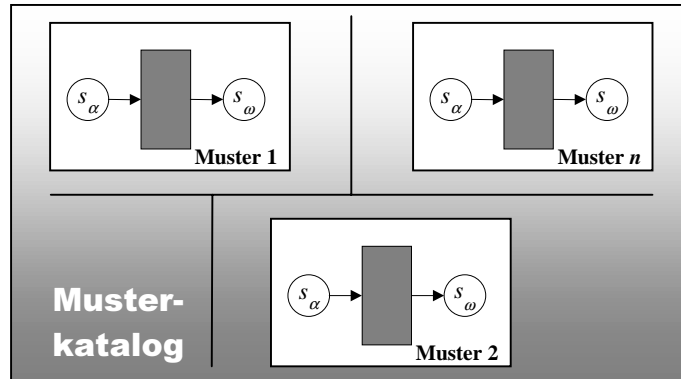 s_α s_ω
Muster 1
s_α s_ω
Muster n
s_α s_ω
Muster 2
Muster-
katalog